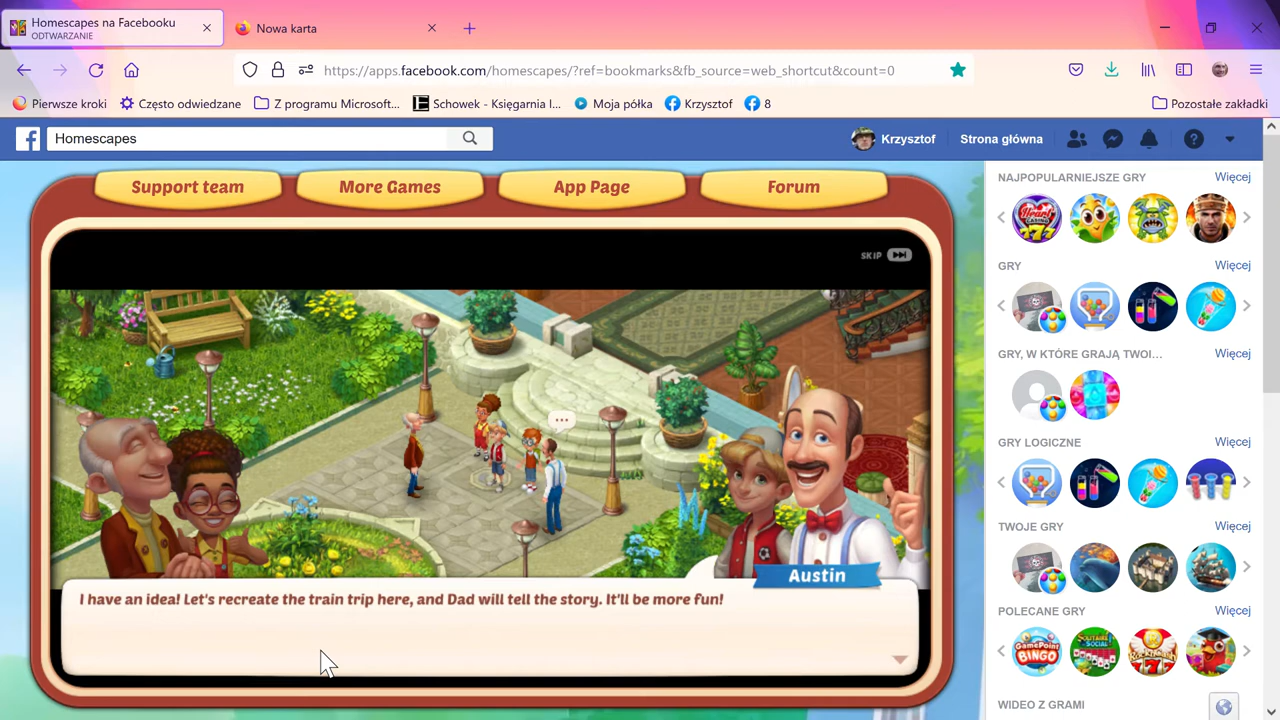 Homescapes na Facebooku
ODTWARZANIE
Nowa karta
https://apps.facebook.com/homescapes/?ref=bookmarks&fb_source=web_shortcut&count=0
Pierwsze kroki
Często odwiedzane
Z programu Microsoft...
Schowek - Księgarnia I...
Moja półka
Krzysztof
8
Pozostałe zakładki
Homescapes
Krzysztof
Strona główna
Support team
More Games
App Page
Forum
SKIP
Austin
I have an idea! Let's recreate the train trip here, and Dad will tell the story. It'll be more fun!
NAJPOPULARNIEJSZE GRY
Więcej
GRY
Więcej
GRY, W KTÓRE GRAJĄ TWOI...
Więcej
GRY LOGICZNE
Więcej
TWOJE GRY
Więcej
POLECANE GRY
Więcej
WIDEO Z GRAMI